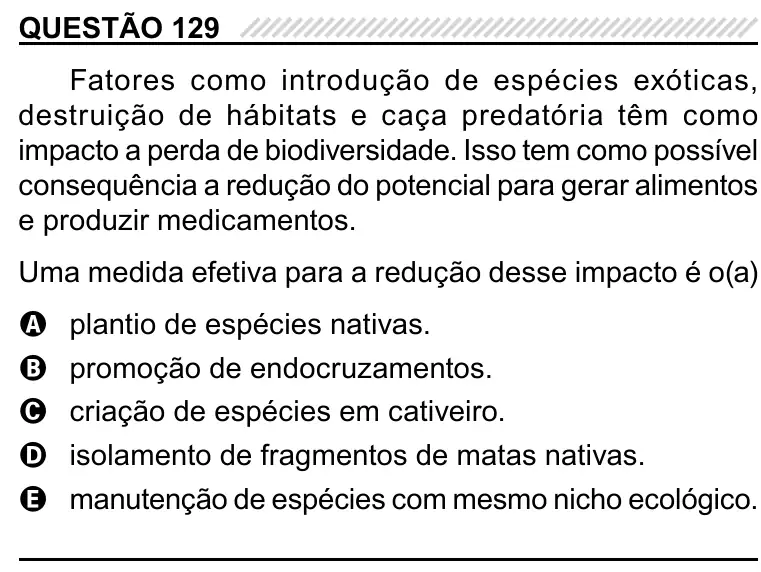 QUESTÃO 129
Fatores como introdução de espécies exóticas,
destruição de hábitats e caça predatória têm como
impacto a perda de biodiversidade. Isso tem como possível
consequência a redução do potencial para gerar alimentos
e produzir medicamentos.
Uma medida efetiva para a redução desse impacto é o(a)
A plantio de espécies nativas.
B promoção de endocruzamentos.
C criação de espécies em cativeiro.
D isolamento de fragmentos de matas nativas.
E manutenção de espécies com mesmo nicho ecológico.